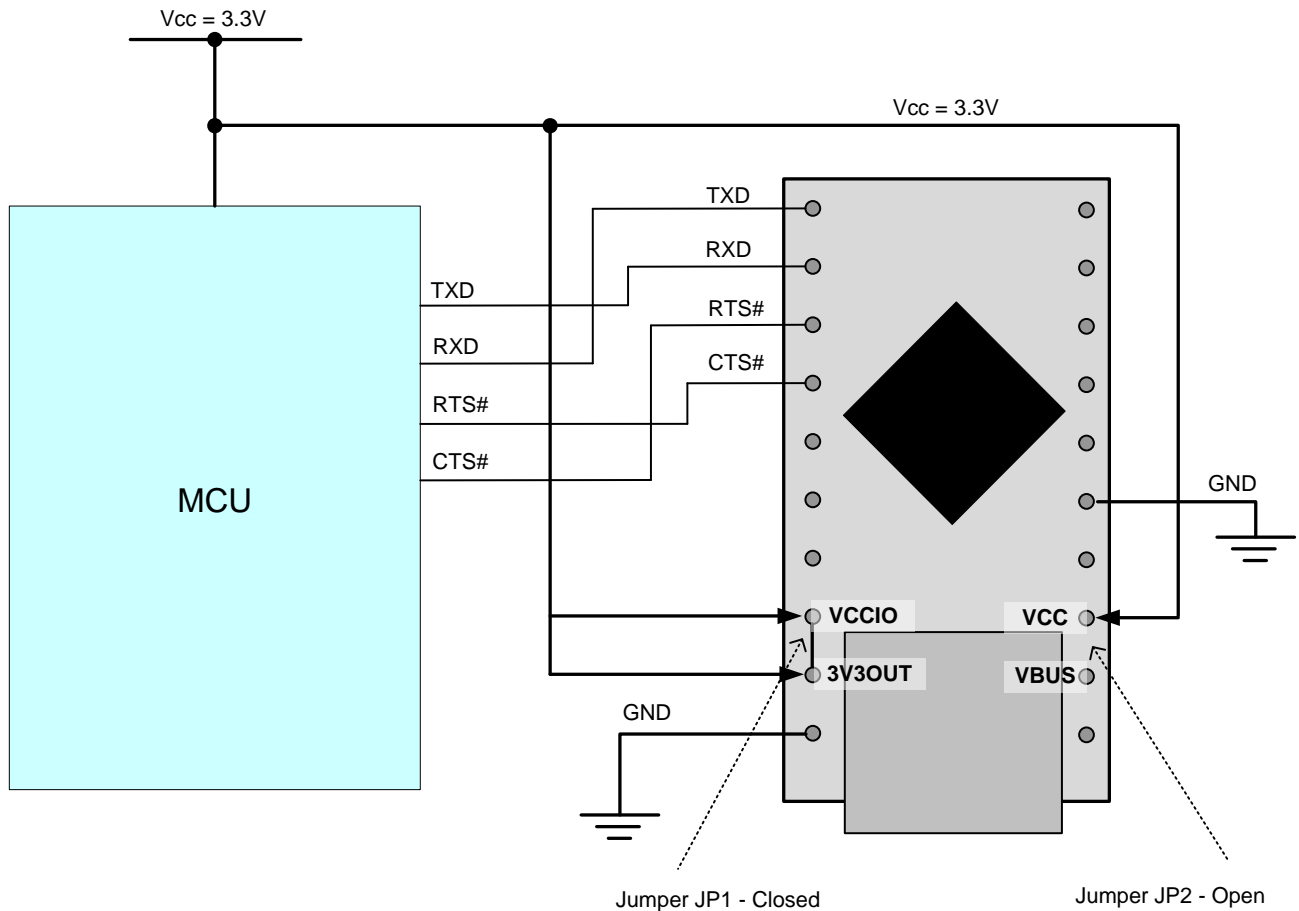 Vcc = 3.3V
Vcc = 3.3V
TXD
RXD
TXD
RTS#
RXD
CTS#
RTS#
CTS#
MCU
GND
VCCIO
VCC
3V3OUT
VBUS
GND
Jumper JP1 - Closed
Jumper JP2 - Open